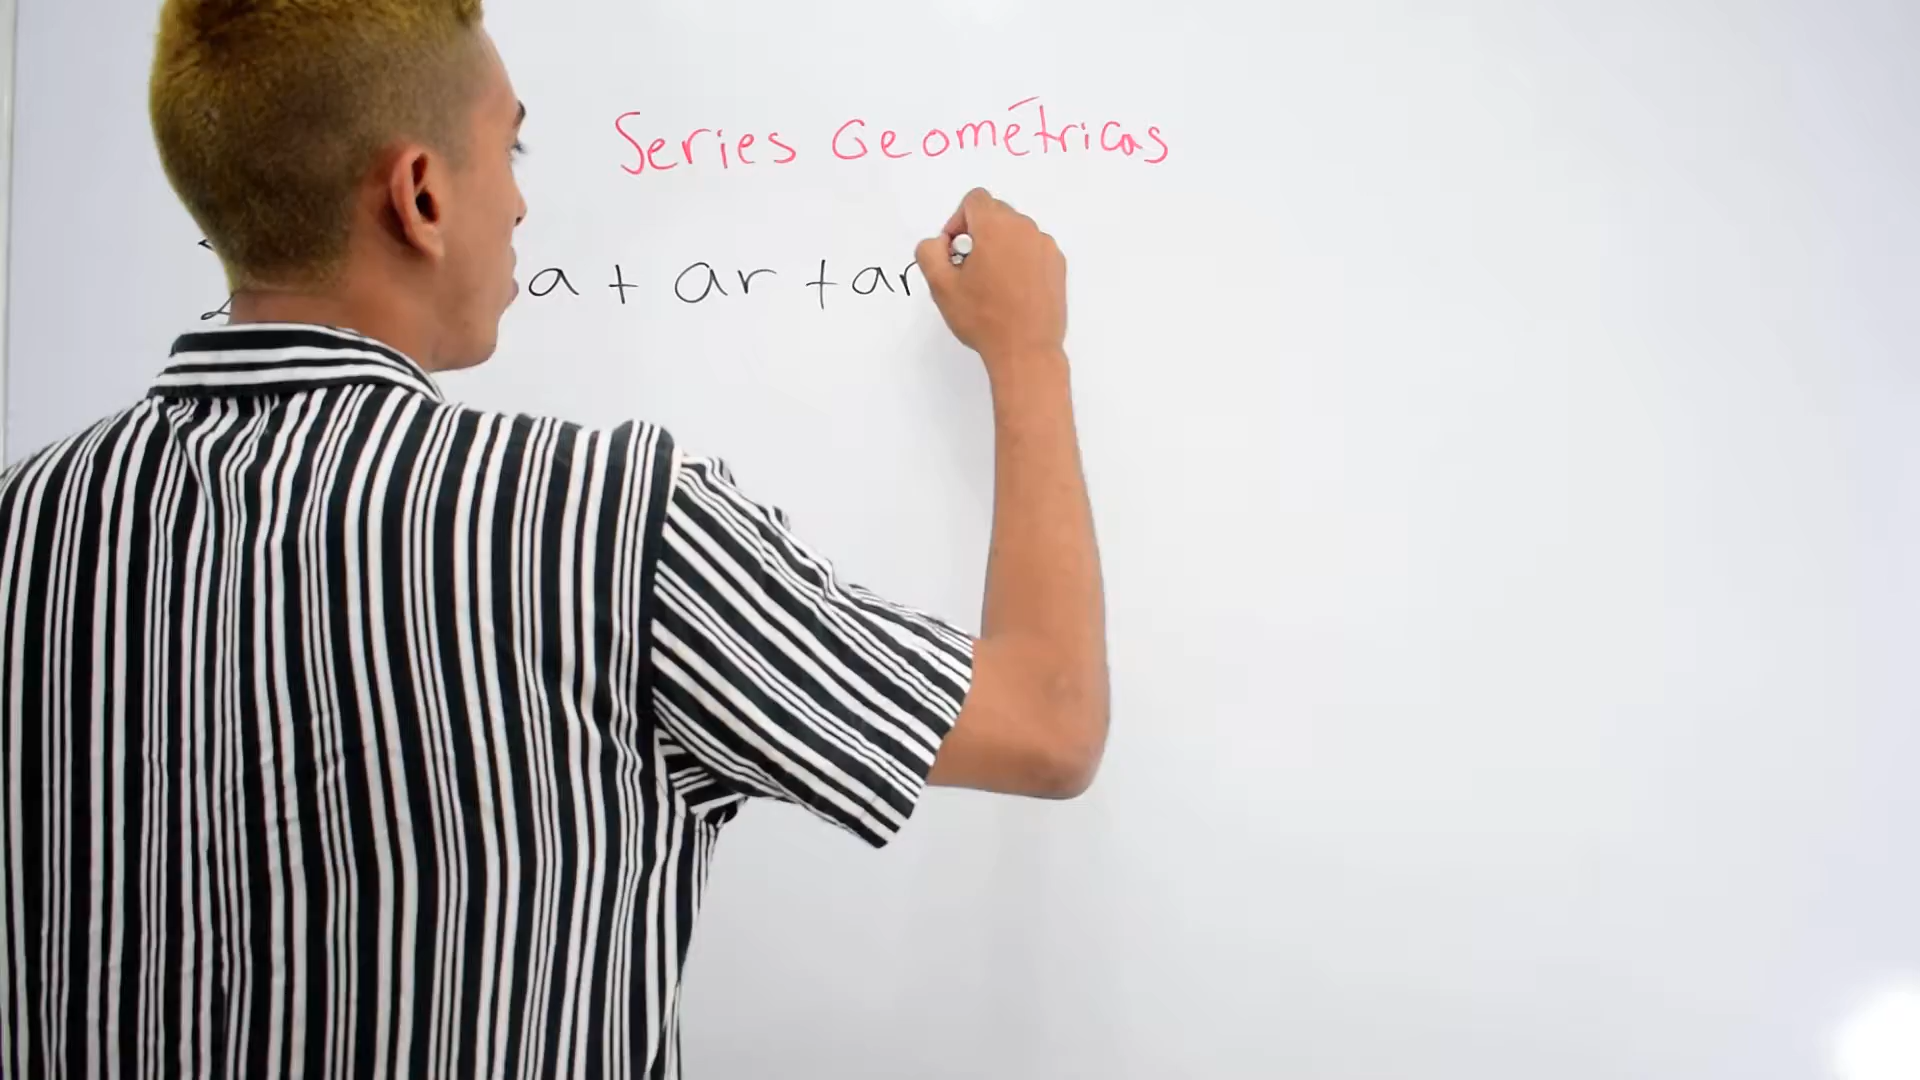 Series Geométricas
a + ar + ar